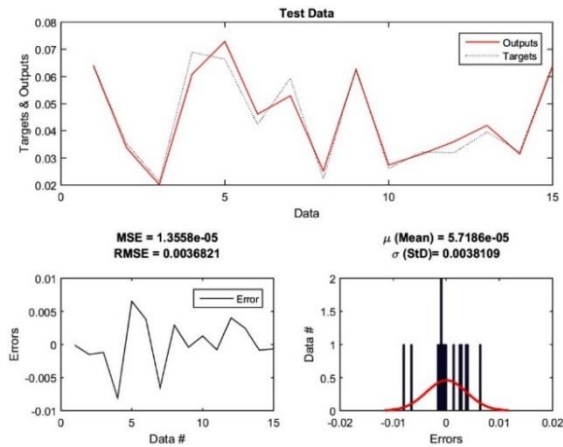 Test Data
0.08
0.07
0.06
0.05
0.04
0.03
0.02
Targets & Outputs
Outputs
Targets
0
5
10
15
Data
MSE = 1.3558e-05
RMSE = 0.0036821
0.01
0.005
0
-0.005
-0.01
Errors
Error
0
5
10
15
Data #
μ (Mean) = 5.7186e-05
σ (StD)= 0.0038109
2
1.5
1
0.5
0
Data #
-0.02
-0.01
0
0.01
0.02
Errors